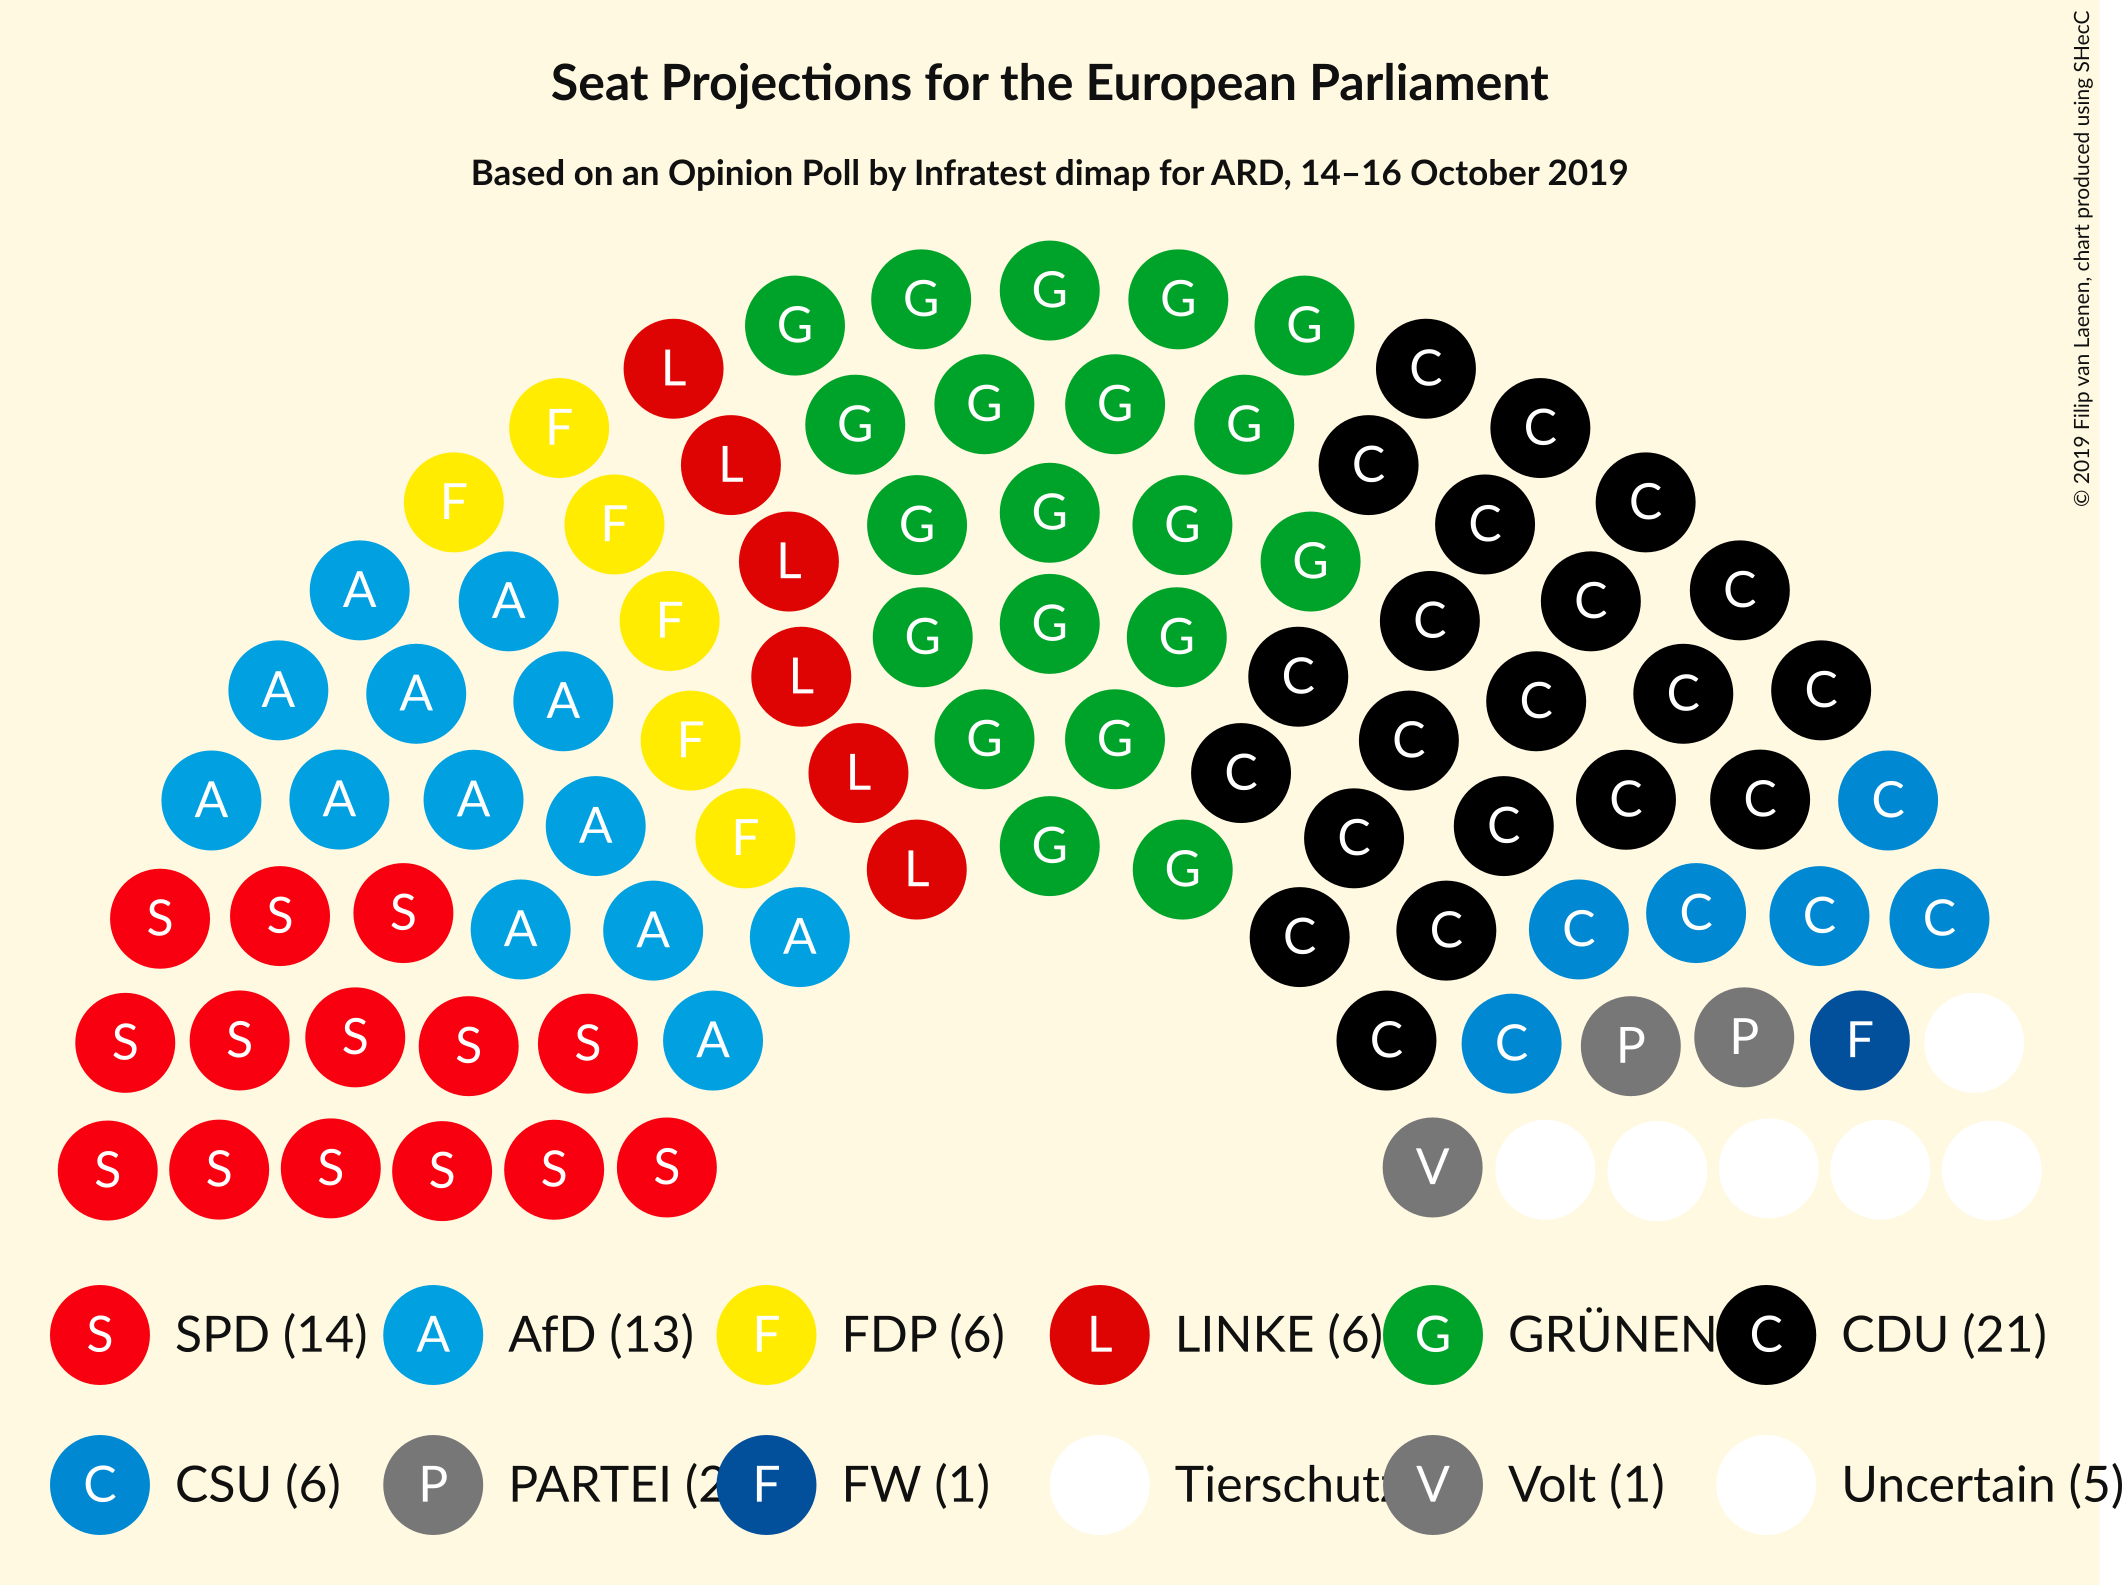 Seat Projections for the European Parliament
Based on an Opinion Poll by Infratest dimap for ARD, 14–16 October 2019
© 2019 Filip van Laenen, chart produced using SHecC
G G G G G
L C
G G G G
F C
L C
F G G G C
F C
L G C
A A C C
F G G G C
L C
A A A C C C
F G G C
L C
A A A A C C C C
F G C
L G
S S S A A A C C C C C C
S S S S S A C C P P F
S S S S S S V
S SPD (14) A AfD (13) F FDP (6) L LINKE (6) G GRÜNEN C CDU (21)
C CSU (6) P PARTEI (2 F FW (1) Tierschutz V Volt (1) Uncertain (5)